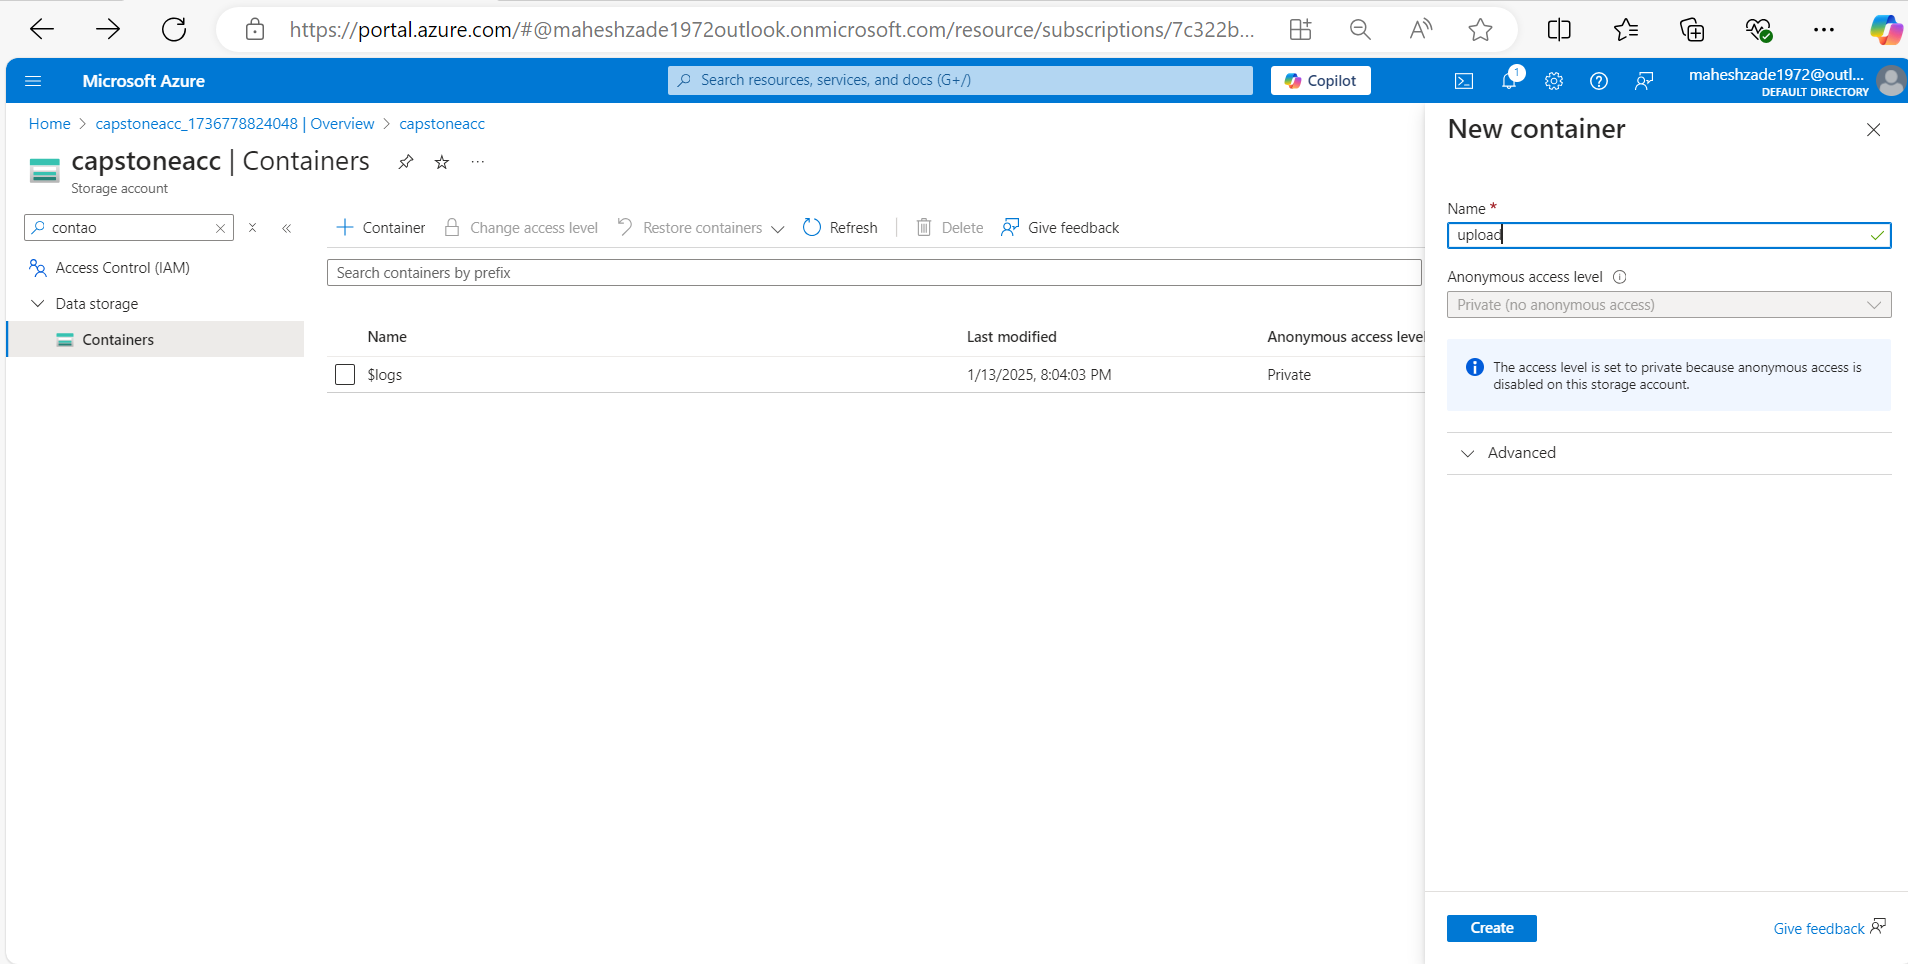 https://portal.azure.com/#@maheshzade1972outlook.onmicrosoft.com/resource/subscriptions/7c322b...
Microsoft Azure
Search resources, services, and docs (G+/)
Copilot
1
maheshzade1972@outl...
DEFAULT DIRECTORY
Home > capstoneacc_1736778824048 | Overview > capstoneacc
capstoneacc | Containers
...
Storage account
contao
Access Control (IAM)
Data storage
Containers
Container
Change access level
Restore containers
Refresh
Delete
Give feedback
Search containers by prefix
Name Last modified Anonymous access level
$logs 1/13/2025, 8:04:03 PM Private
New container
Name *
upload
Anonymous access level
Private (no anonymous access)
The access level is set to private because anonymous access is
disabled on this storage account.
Advanced
Create
Give feedback